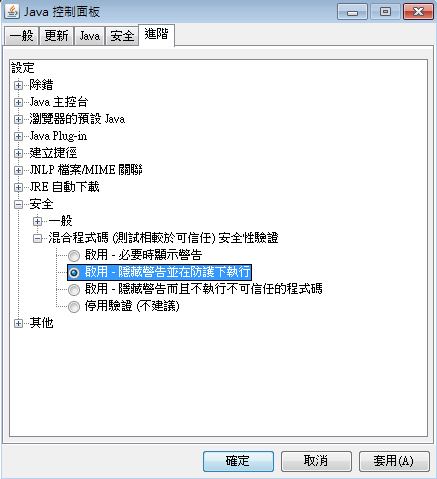 Java 控制面板
一般 更新 Java 安全 進階
設定
除錯
Java 主控台
瀏覽器的預設 Java
Java Plug-in
建立捷徑
JNLP 檔案/MIME 關聯
JRE 自動下載
安全
一般
混合程式碼 (測試相較於可信任) 安全性驗證
啟用 - 必要時顯示警告
啟用 - 隱藏警告並在防護下執行
啟用 - 隱藏警告而且不執行不可信任的程式碼
停用驗證 (不建議)
其他
確定 取消 套用(A)